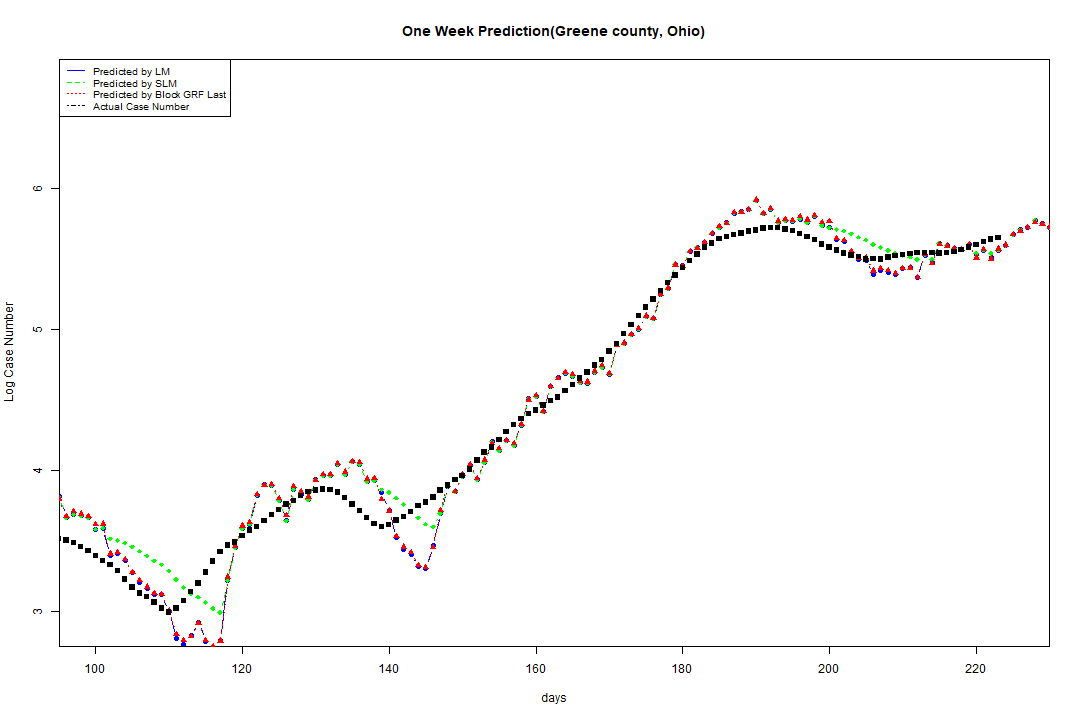 One Week Prediction(Greene county, Ohio)
Predicted by LM
Predicted by SLM
Predicted by Block GRF Last
Actual Case Number
6
5
4
3
Log Case Number
100 120 140 160 180 200 220
days